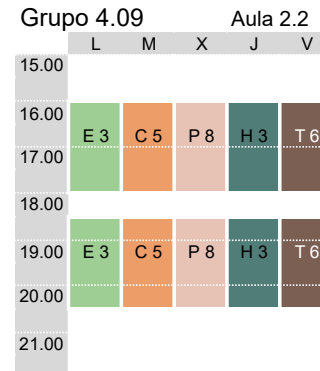 Grupo 4.09 Aula 2.2
L M X J V
15.00
16.00
E 3 C 5 P 8 H 3 T 6
17.00
18.00
19.00 E 3 C 5 P 8 H 3 T 6
20.00
21.00